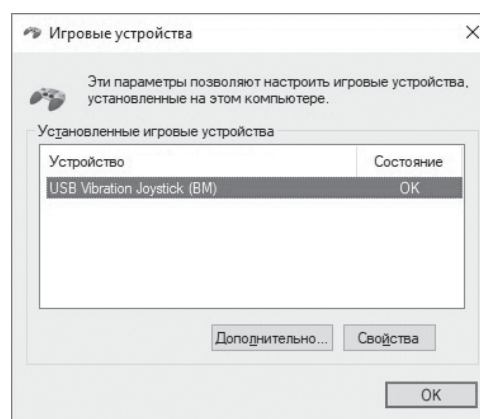 Игровые устройства
Эти параметры позволяют настроить игровые устройства,
установленные на этом компьютере.
Установленные игровые устройства
Устройство Состояние
USB Vibration Joystick (BM) OK
Дополнительно... Свойства
OK